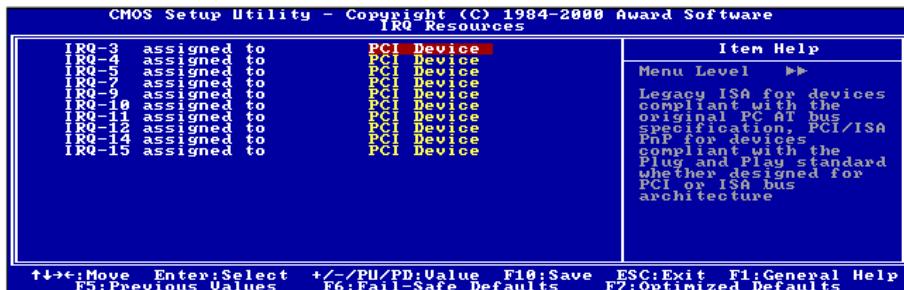 CMOS Setup Utility - Copyright (C) 1984-2000 Award Software
IRQ Resources
IRQ-3 assigned to PCI Device
IRQ-4 assigned to PCI Device
IRQ-5 assigned to PCI Device
IRQ-7 assigned to PCI Device
IRQ-9 assigned to PCI Device
IRQ-10 assigned to PCI Device
IRQ-11 assigned to PCI Device
IRQ-12 assigned to PCI Device
IRQ-14 assigned to PCI Device
IRQ-15 assigned to PCI Device
Item Help
Menu Level ►►
Legacy ISA for devices
compliant with the
original PC AT bus
specification, PCI/ISA
PnP for devices
compliant with the
Plug and Play standard
whether designed for
PCI or ISA bus
architecture
↑↓→←:Move Enter:Select +/-/PU/PD:Value F10:Save ESC:Exit F1:General Help
F5:Previous Values F6:Fail-Safe Defaults F7:Optimized Defaults